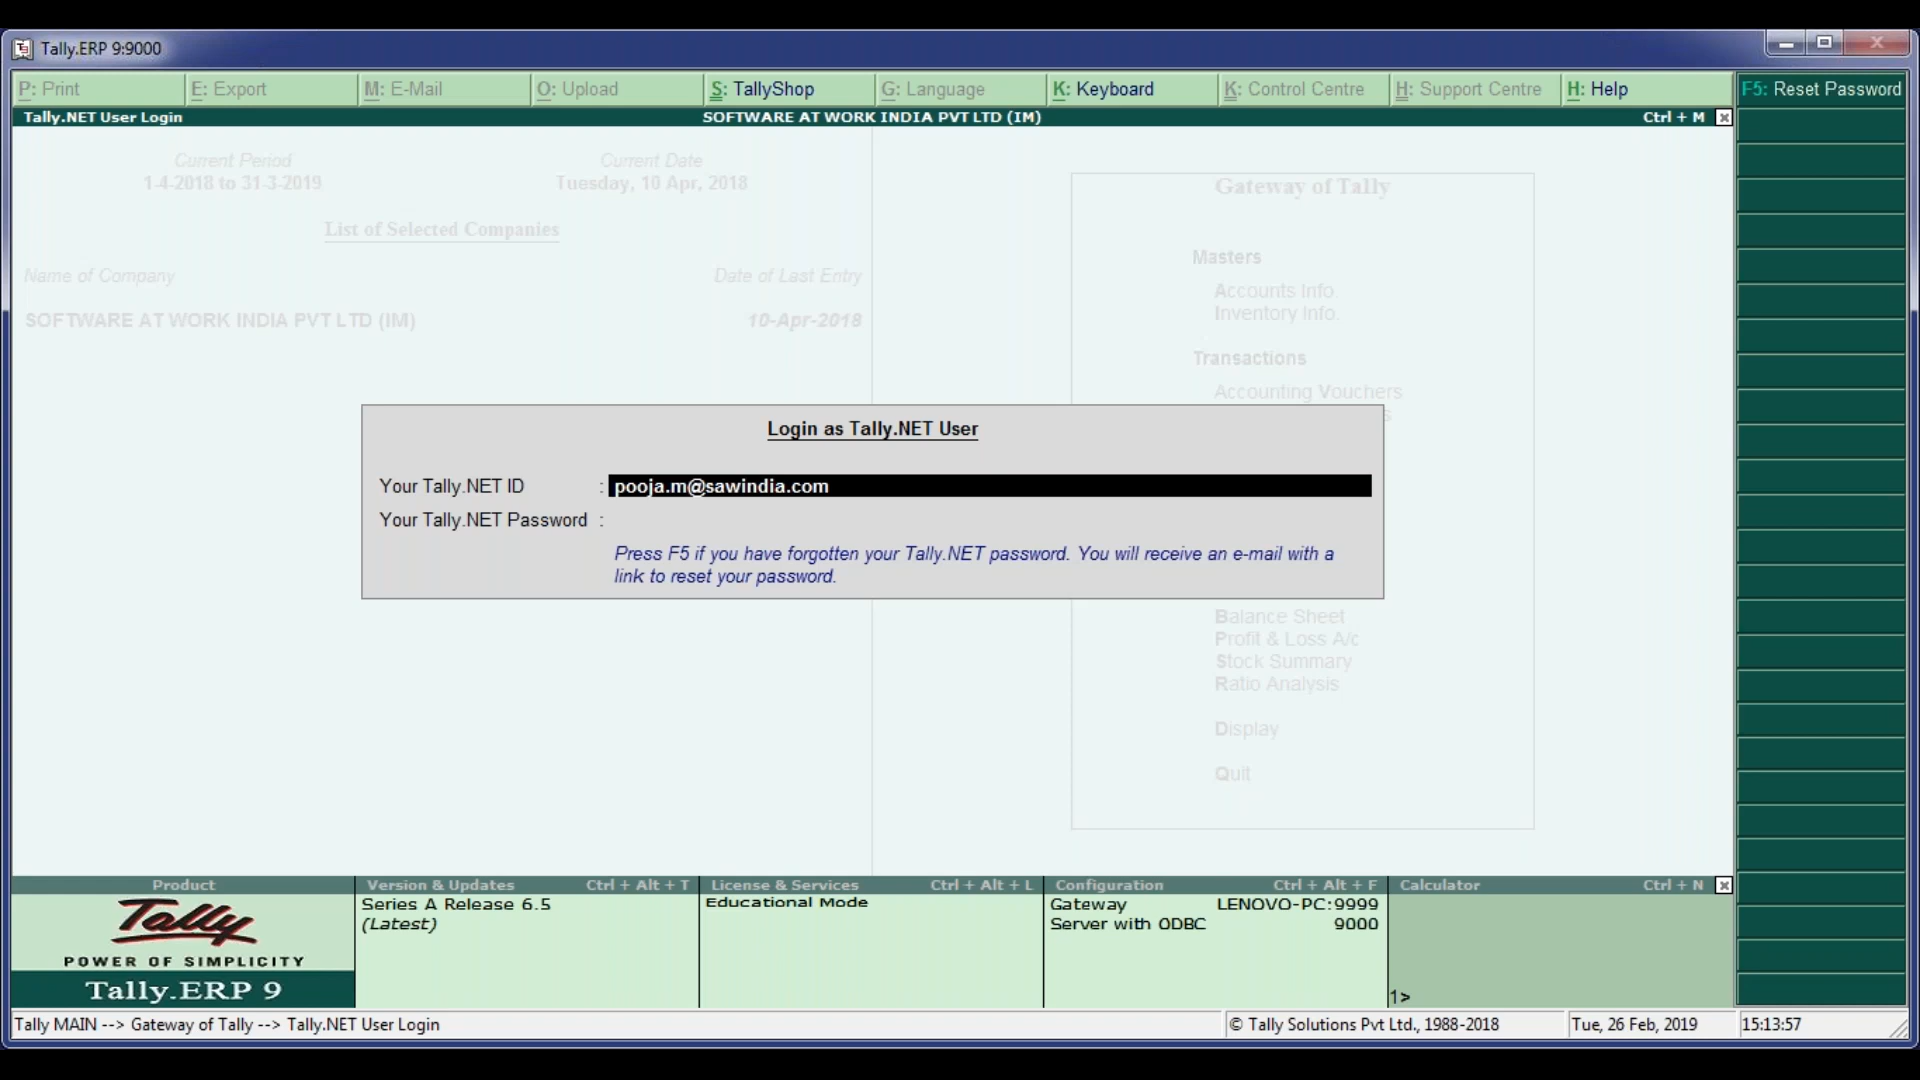 Tally.ERP 9:9000
P: Print
E: Export
M: E-Mail
O: Upload
S: TallyShop
G: Language
K: Keyboard
K: Control Centre
H: Support Centre
H: Help
F5: Reset Password
Tally.NET User Login
SOFTWARE AT WORK INDIA PVT LTD (IM)
Ctrl + M
Current Period
1-4-2018 to 31-3-2019
Current Date
Tuesday, 10 Apr, 2018
List of Selected Companies
Name of Company
Date of Last Entry
SOFTWARE AT WORK INDIA PVT LTD (IM)
10-Apr-2018
Gateway of Tally
Masters
Accounts Info.
Inventory Info.
Transactions
Accounting Vouchers
Login as Tally.NET User
Your Tally.NET ID : pooja.m@sawindia.com
Your Tally.NET Password :
Press F5 if you have forgotten your Tally.NET password. You will receive an e-mail with a
link to reset your password.
Balance Sheet
Profit & Loss A/c
Stock Summary
Ratio Analysis
Display
Quit
Product
Tally
POWER OF SIMPLICITY
Tally.ERP 9
Version & Updates Ctrl + Alt + T
Series A Release 6.5
(Latest)
License & Services Ctrl + Alt + L
Educational Mode
Configuration Ctrl + Alt + F
Gateway LENOVO-PC:9999
Server with ODBC 9000
Calculator Ctrl + N
1>
Tally MAIN --> Gateway of Tally --> Tally.NET User Login
© Tally Solutions Pvt Ltd., 1988-2018
Tue, 26 Feb, 2019
15:13:57